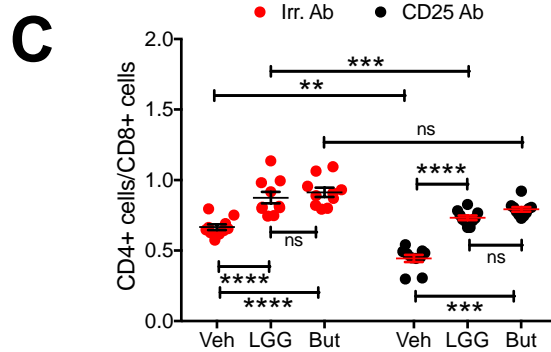 C
Irr. Ab CD25 Ab
CD4+ cells/CD8+ cells
2.0
1.5
1.0
0.5
0.0
***
**
ns
****
ns
ns
****
****
***
Veh LGG But Veh LGG But